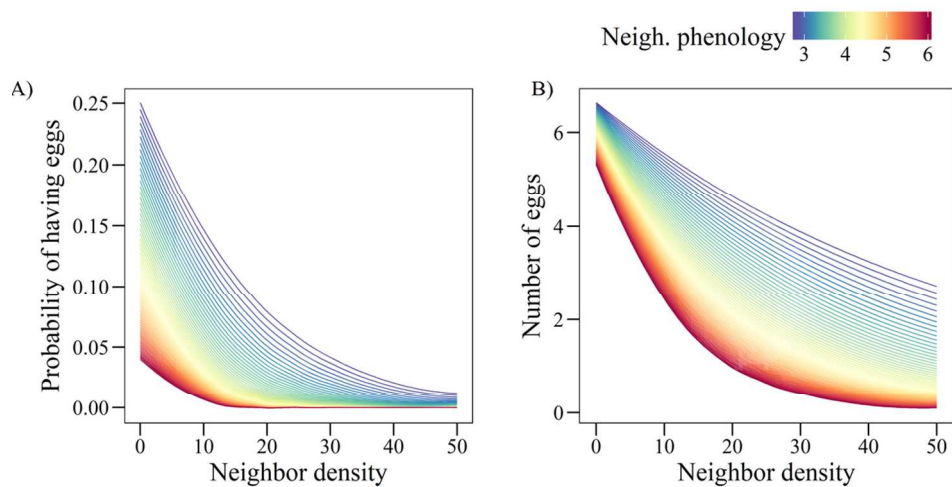 Neigh. phenology
3 4 5 6
A)
B)
Probability of having eggs
0.25
0.20
0.15
0.10
0.05
0.00
0 10 20 30 40 50
Neighbor density
Number of eggs
6
4
2
0
0 10 20 30 40 50
Neighbor density